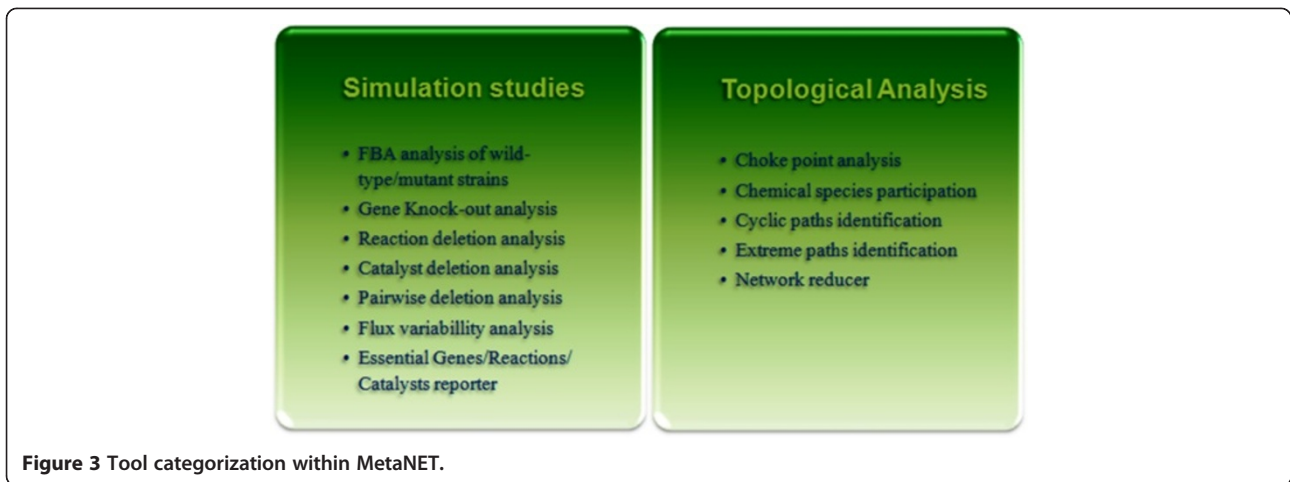 Simulation studies
• FBA analysis of wild-
type/mutant strains
• Gene Knock-out analysis
• Reaction deletion analysis
• Catalyst deletion analysis
• Pairwise deletion analysis
• Flux variabillity analysis
• Essential Genes/Reactions/
Catalysts reporter
Topological Analysis
• Choke point analysis
• Chemical species participation
• Cyclic paths identification
• Extreme paths identification
• Network reducer
Figure 3 Tool categorization within MetaNET.